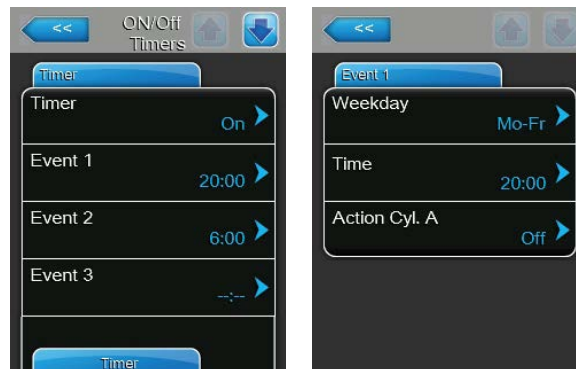 <<
ON/Off
Timers
Timer
Timer
On
Event 1
20:00
Event 2
6:00
Event 3
--:--
Timer
<<
Event 1
Weekday
Mo-Fr
Time
20:00
Action Cyl. A
Off